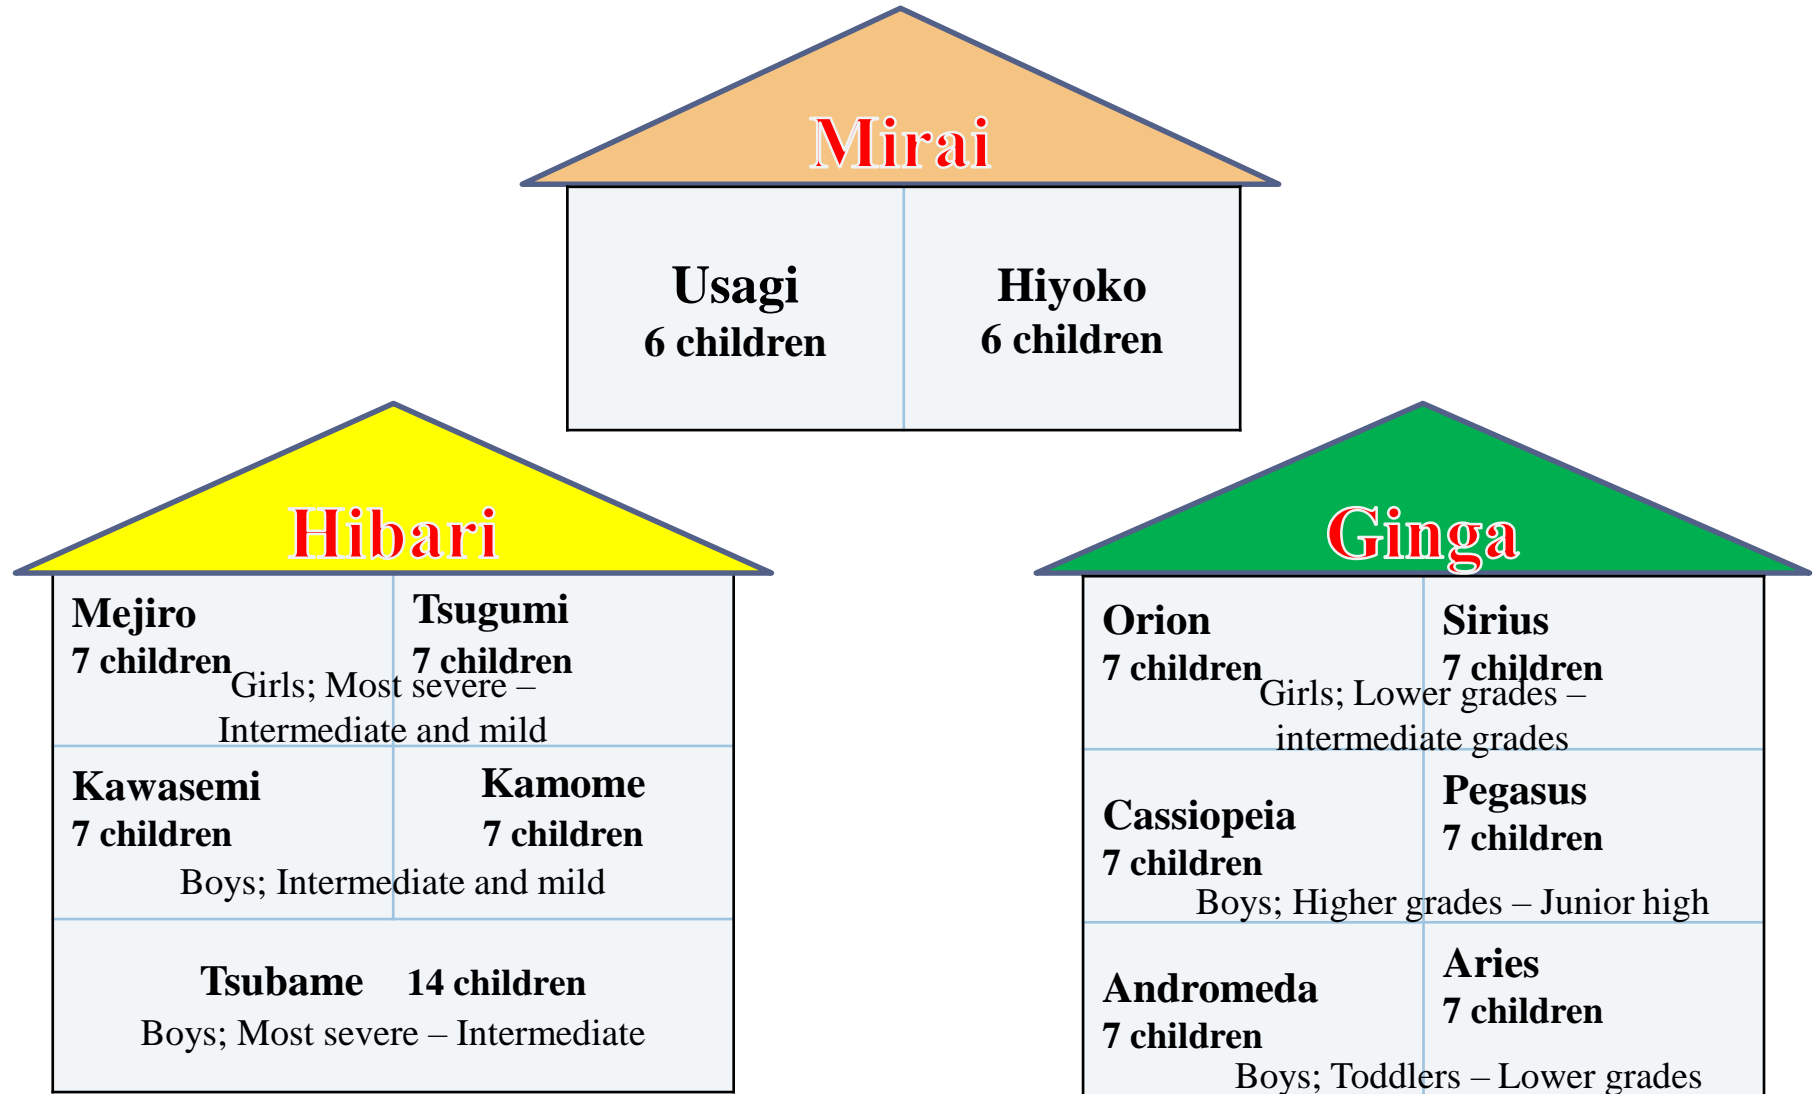 Mirai
Usagi
6 children
Hiyoko
6 children
Hibari
Mejiro
7 children
Tsugumi
7 children
Girls; Most severe –
Intermediate and mild
Kawasemi
7 children
Kamome
7 children
Boys; Intermediate and mild
Tsubame 14 children
Boys; Most severe – Intermediate
Ginga
Orion
7 children
Sirius
7 children
Girls; Lower grades –
intermediate grades
Cassiopeia
7 children
Pegasus
7 children
Boys; Higher grades – Junior high
Andromeda
7 children
Aries
7 children
Boys; Toddlers – Lower grades